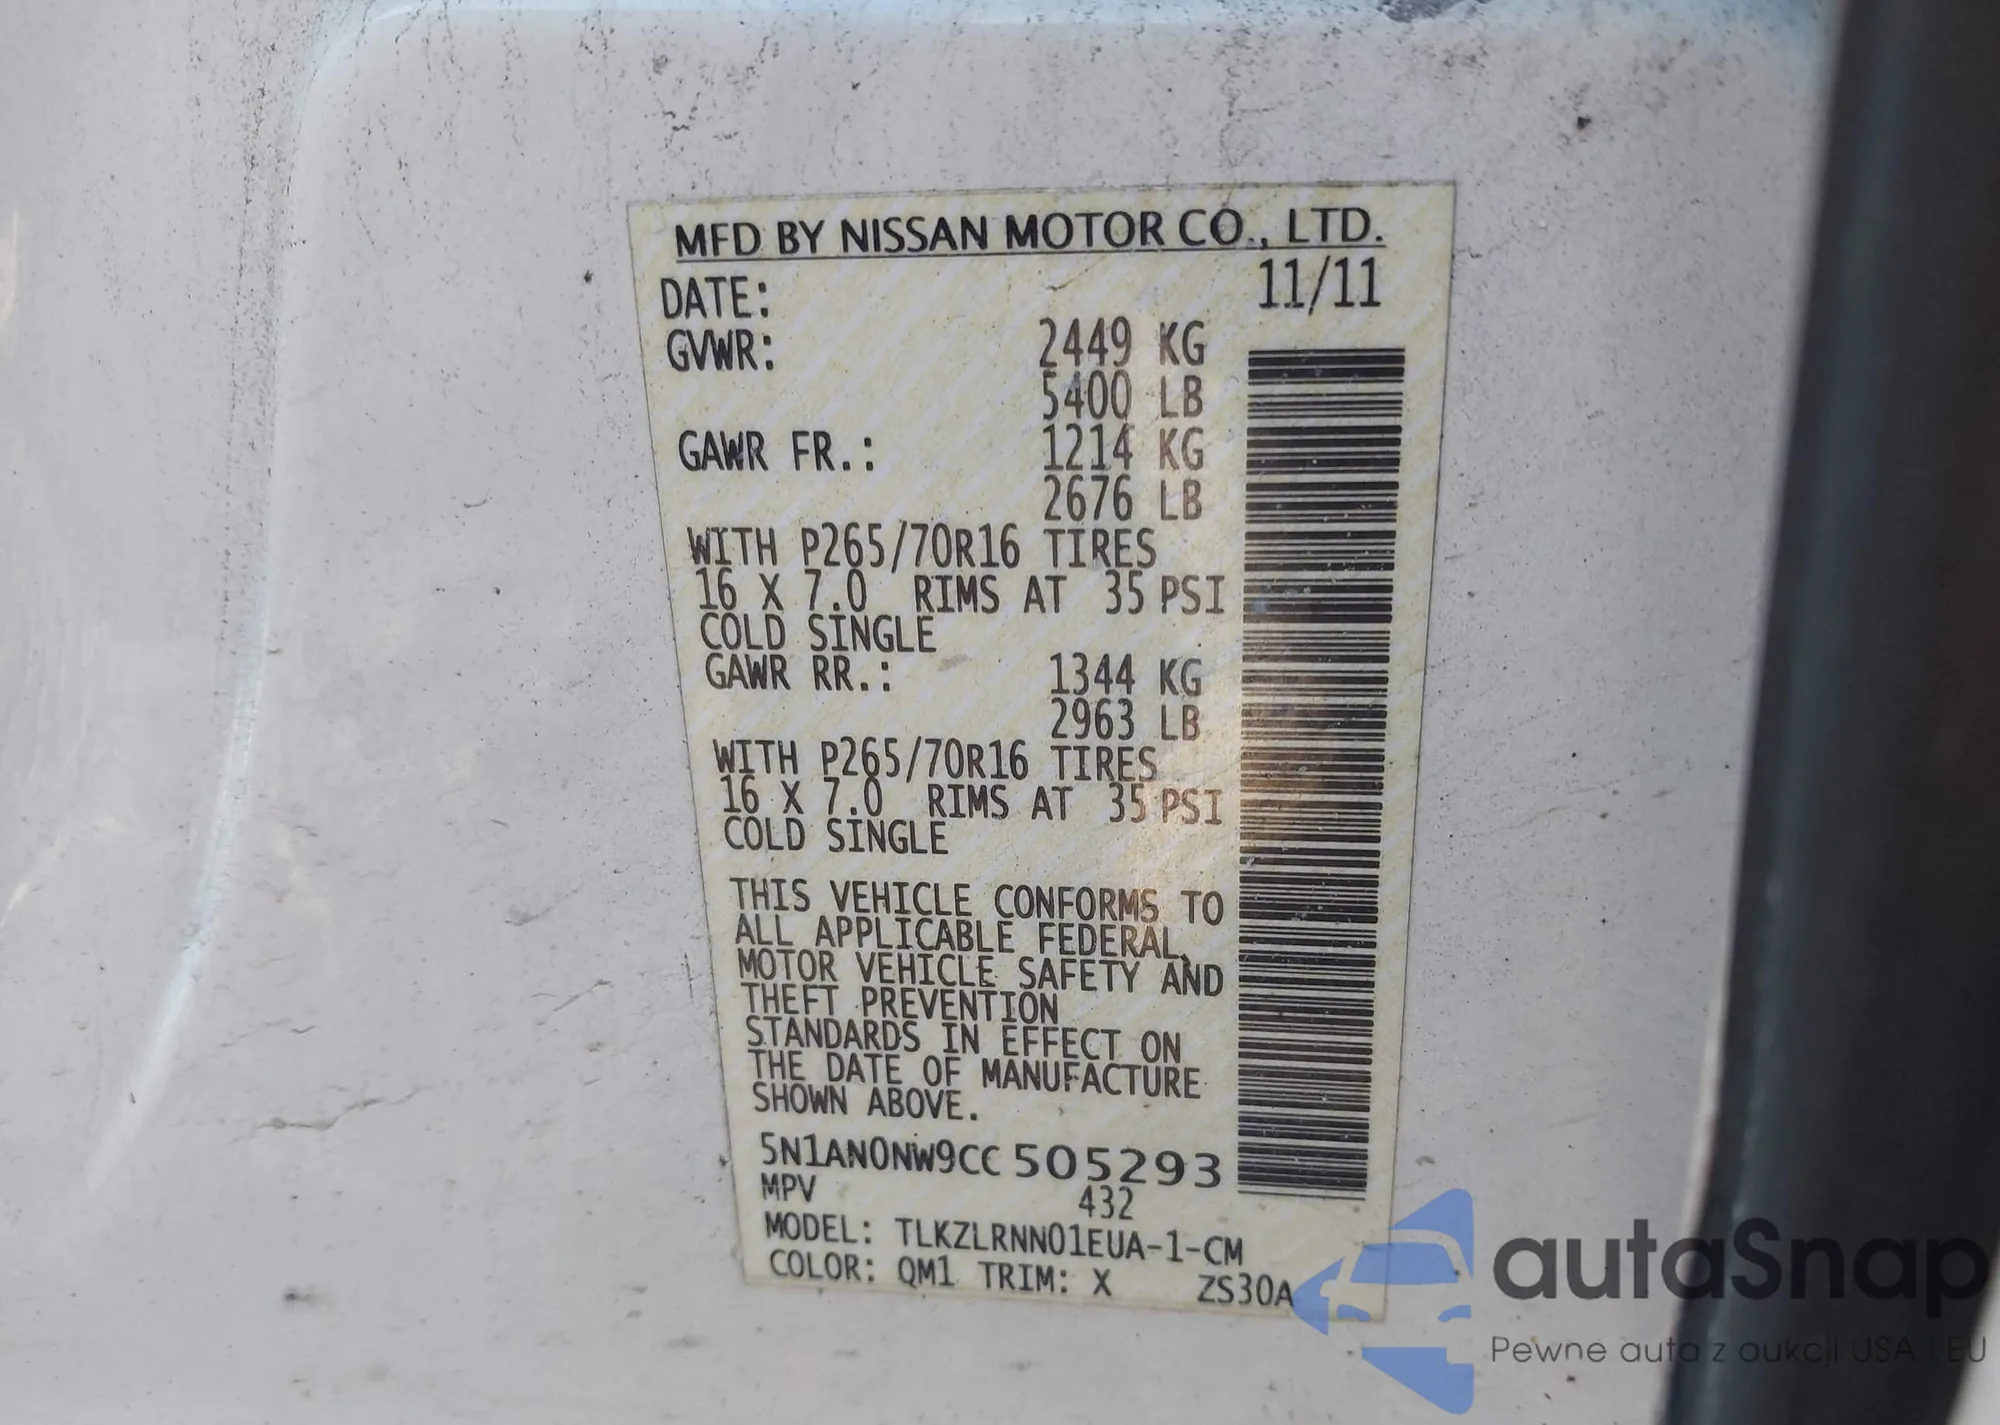 MFD BY NISSAN MOTOR CO., LTD.
DATE: 11/11
GVWR: 2449 KG
5400 LB
GAWR FR.: 1214 KG
2676 LB
WITH P265/70R16 TIRES
16 X 7.0 RIMS AT 35 PSI
COLD SINGLE
GAWR RR.: 1344 KG
2963 LB
WITH P265/70R16 TIRES
16 X 7.0 RIMS AT 35 PSI
COLD SINGLE
THIS VEHICLE CONFORMS TO
ALL APPLICABLE FEDERAL
MOTOR VEHICLE SAFETY AND
THEFT PREVENTION
STANDARDS IN EFFECT ON
THE DATE OF MANUFACTURE
SHOWN ABOVE.
5N1AN0NW9CC505293
MPV 432
MODEL: TLKZLRNN01EUA-1-CM
COLOR: QM1 TRIM: X ZS30A
autaSnap
Pewne auta z aukcji USA i EU